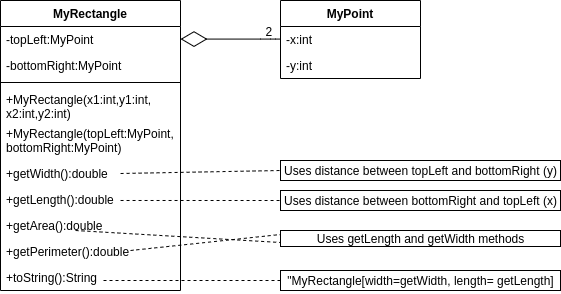 MyRectangle
-topLeft:MyPoint
-bottomRight:MyPoint
+MyRectangle(x1:int,y1:int,
x2:int,y2:int)
+MyRectangle(topLeft:MyPoint,
bottomRight:MyPoint)
+getWidth():double
+getLength():double
+getArea():double
+getPerimeter():double
+toString():String
2
MyPoint
-x:int
-y:int
Uses distance between topLeft and bottomRight (y)
Uses distance between bottomRight and topLeft (x)
Uses getLength and getWidth methods
"MyRectangle[width=getWidth, length= getLength]